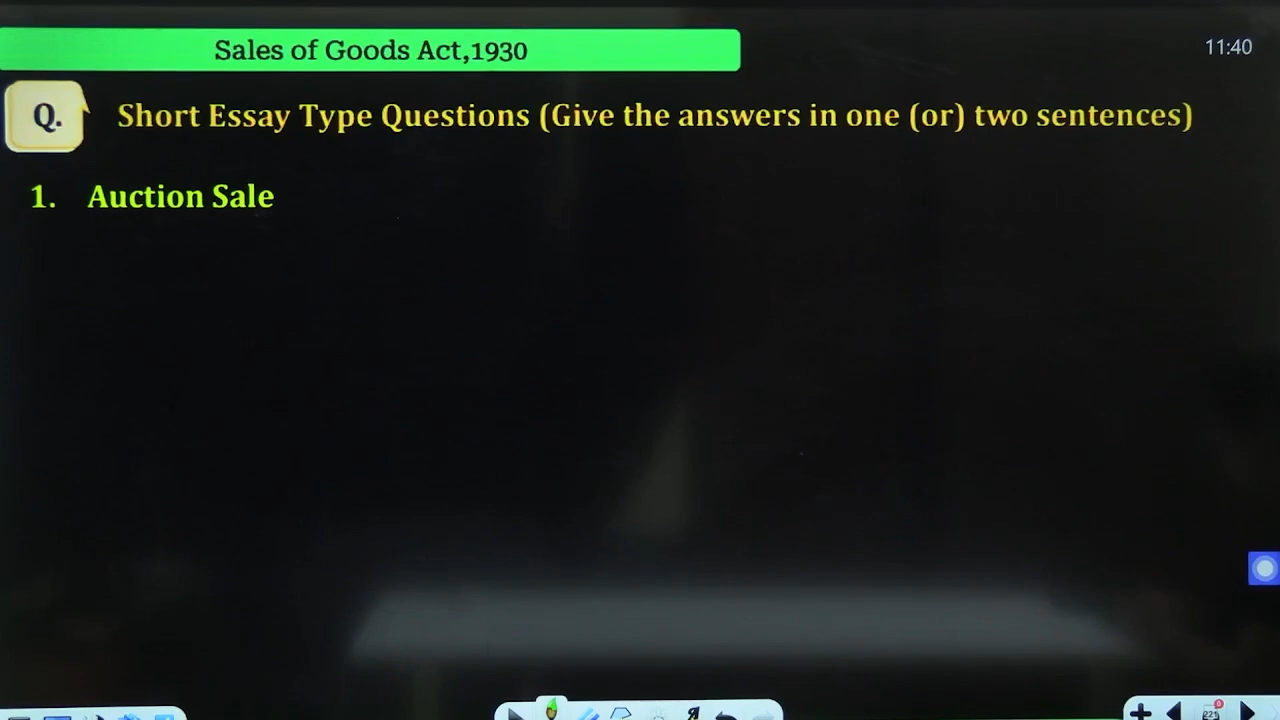 Sales of Goods Act,1930
11:40
Q. Short Essay Type Questions (Give the answers in one (or) two sentences)
1. Auction Sale